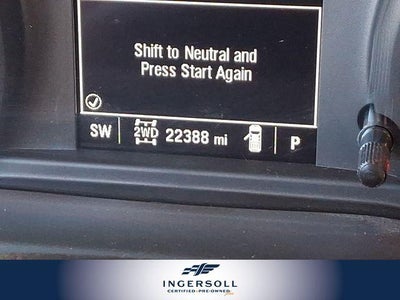 Shift to Neutral and
Press Start Again
SW 2WD 22388 mi P
INGERSOLL
CERTIFIED PRE-OWNED